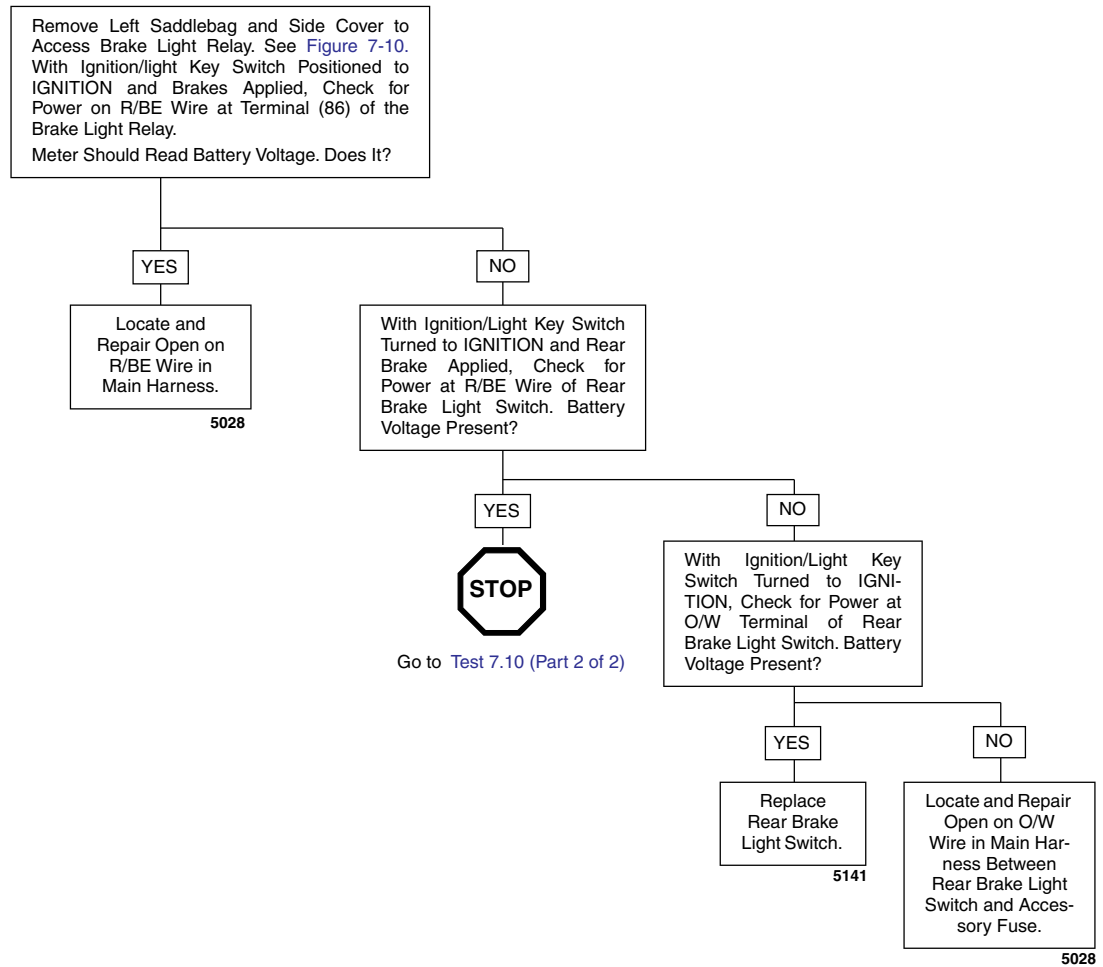 Remove Left Saddlebag and Side Cover to
Access Brake Light Relay. See Figure 7-10.
With Ignition/light Key Switch Positioned to
IGNITION and Brakes Applied, Check for
Power on R/BE Wire at Terminal (86) of the
Brake Light Relay.
Meter Should Read Battery Voltage. Does It?
YES
NO
Locate and
Repair Open on
R/BE Wire in
Main Harness.
5028
With Ignition/Light Key Switch
Turned to IGNITION and Rear
Brake Applied, Check for
Power at R/BE Wire of Rear
Brake Light Switch. Battery
Voltage Present?
YES
NO
STOP
Go to Test 7.10 (Part 2 of 2)
With Ignition/Light Key
Switch Turned to IGNI-
TION, Check for Power at
O/W Terminal of Rear
Brake Light Switch. Battery
Voltage Present?
YES
NO
Replace
Rear Brake
Light Switch.
5141
Locate and Repair
Open on O/W
Wire in Main Har-
ness Between
Rear Brake Light
Switch and Acces-
sory Fuse.
5028